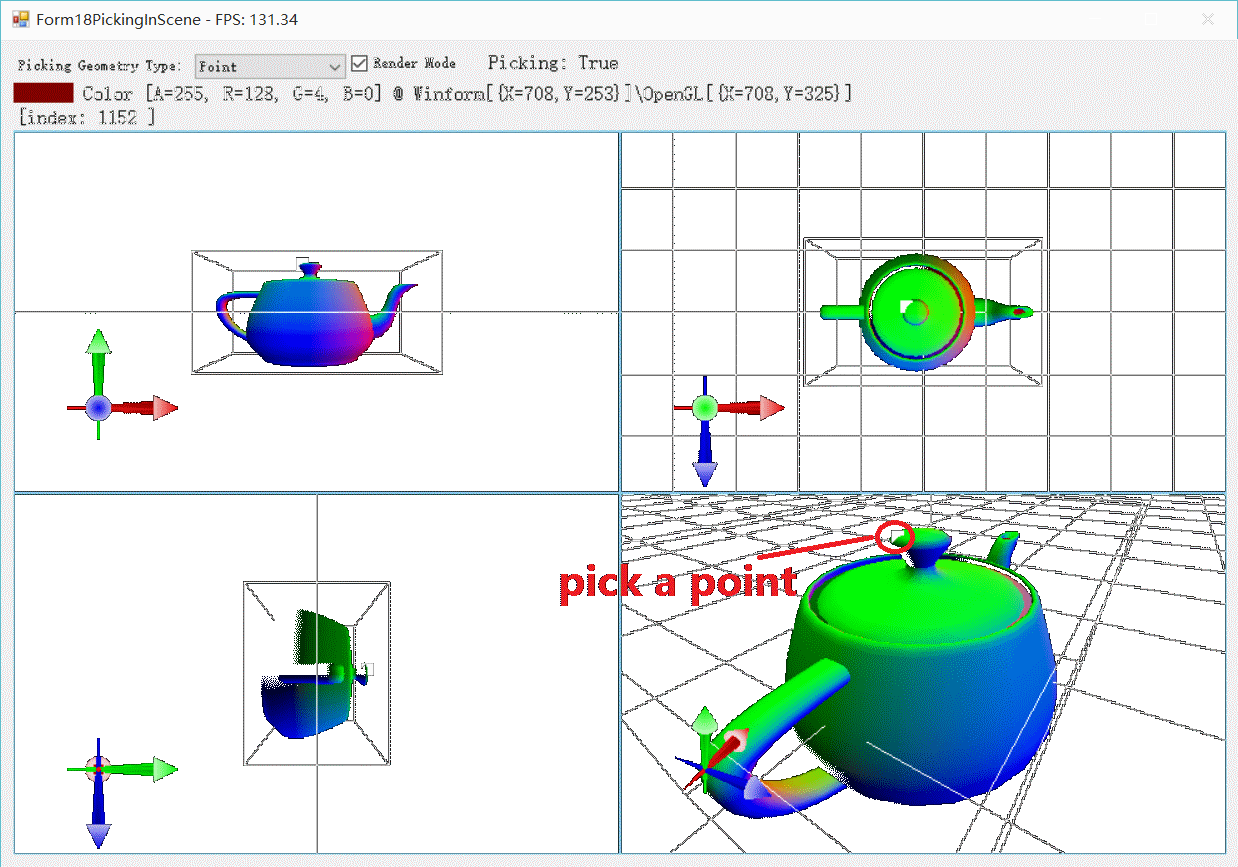 Form18PickingInScene - FPS: 131.34
Picking Geometry Type: Point Render Mode Picking: True
Color [A=255, R=128, G=4, B=0] @ Winform[{X=708,Y=253}]\OpenGL[{X=708,Y=325}]
[index: 1152 ]
pick a point